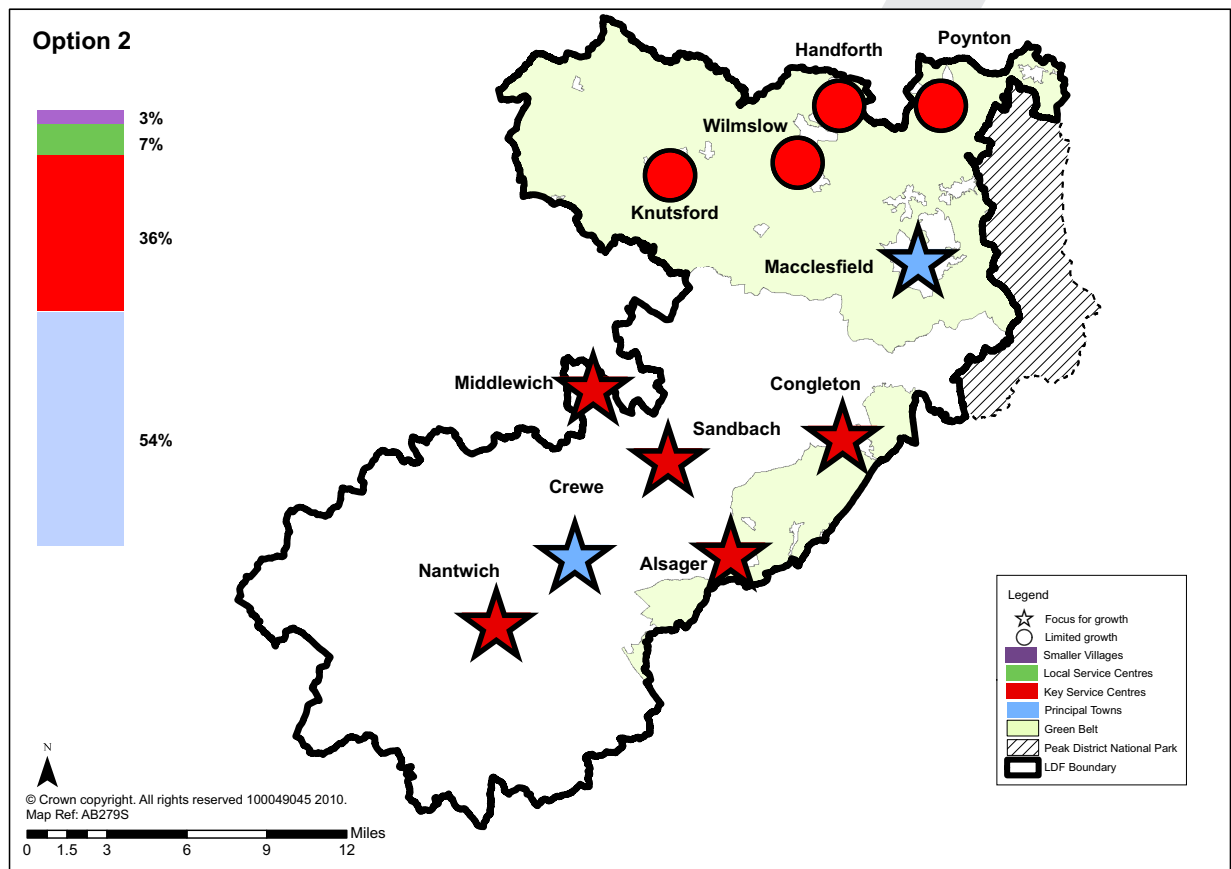 Option 2
3%
7%
36%
54%
Handforth
Poynton
Wilmslow
Knutsford
Macclesfield
Middlewich
Congleton
Sandbach
Crewe
Nantwich
Alsager
Legend
Focus for growth
Limited growth
Smaller Villages
Local Service Centres
Key Service Centres
Principal Towns
Green Belt
Peak District National Park
LDF Boundary
N
© Crown copyright. All rights reserved 100049045 2010.
Map Ref: AB279S
Miles
0 1.5 3 6 9 12